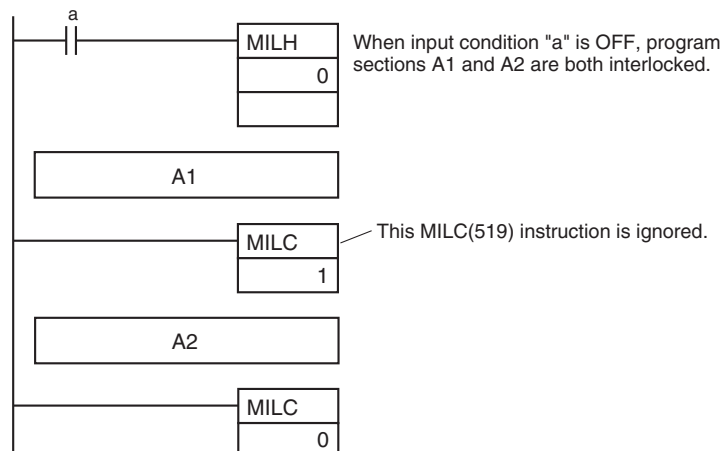 a
MILH
0
When input condition "a" is OFF, program
sections A1 and A2 are both interlocked.
A1
MILC
1
This MILC(519) instruction is ignored.
A2
MILC
0